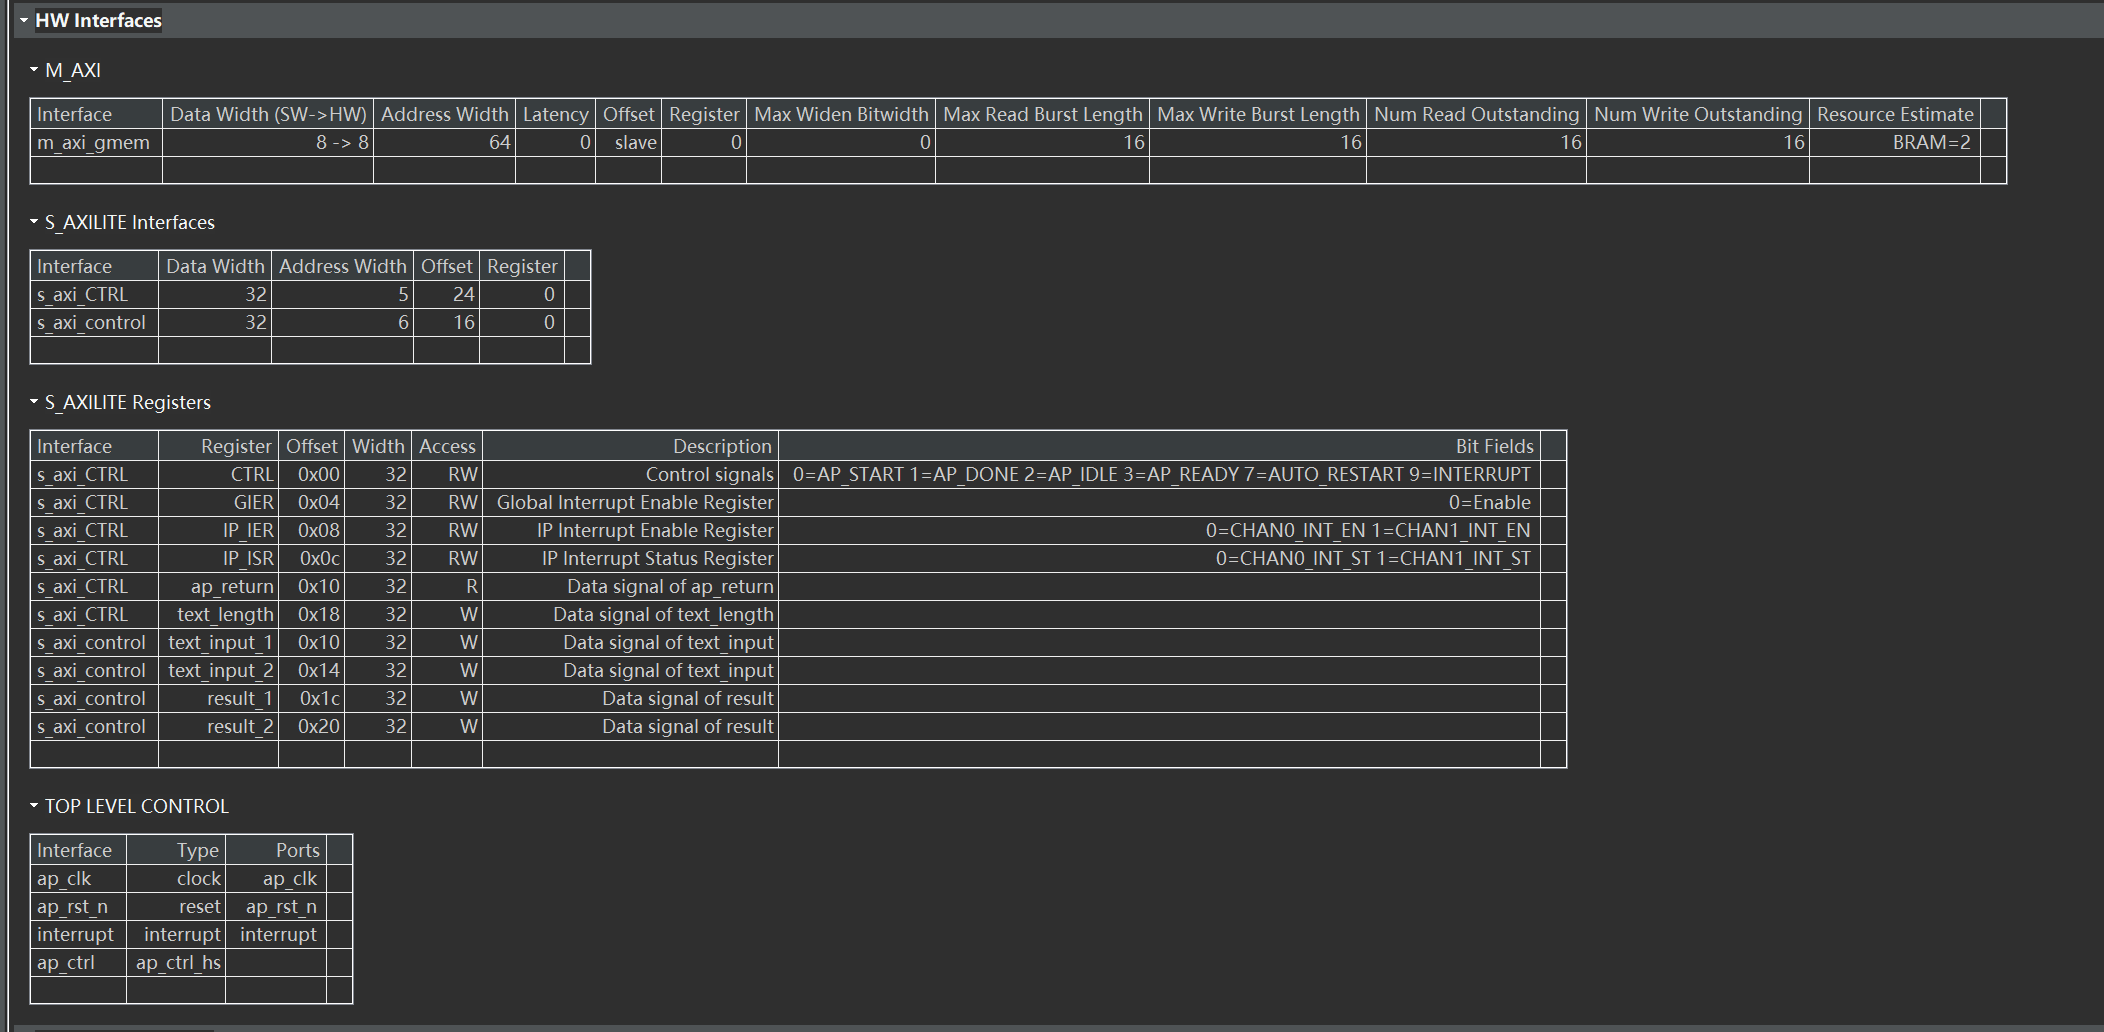 HW Interfaces
M_AXI
Interface Data Width (SW->HW) Address Width Latency Offset Register Max Widen Bitwidth Max Read Burst Length Max Write Burst Length Num Read Outstanding Num Write Outstanding Resource Estimate
m_axi_gmem 8 -> 8 64 0 slave 0 0 16 16 16 16 BRAM=2
S_AXILITE Interfaces
Interface Data Width Address Width Offset Register
s_axi_CTRL 32 5 24 0
s_axi_control 32 6 16 0
S_AXILITE Registers
Interface Register Offset Width Access Description Bit Fields
s_axi_CTRL CTRL 0x00 32 RW Control signals 0=AP_START 1=AP_DONE 2=AP_IDLE 3=AP_READY 7=AUTO_RESTART 9=INTERRUPT
s_axi_CTRL GIER 0x04 32 RW Global Interrupt Enable Register 0=Enable
s_axi_CTRL IP_IER 0x08 32 RW IP Interrupt Enable Register 0=CHAN0_INT_EN 1=CHAN1_INT_EN
s_axi_CTRL IP_ISR 0x0c 32 RW IP Interrupt Status Register 0=CHAN0_INT_ST 1=CHAN1_INT_ST
s_axi_CTRL ap_return 0x10 32 R Data signal of ap_return
s_axi_CTRL text_length 0x18 32 W Data signal of text_length
s_axi_control text_input_1 0x10 32 W Data signal of text_input
s_axi_control text_input_2 0x14 32 W Data signal of text_input
s_axi_control result_1 0x1c 32 W Data signal of result
s_axi_control result_2 0x20 32 W Data signal of result
TOP LEVEL CONTROL
Interface Type Ports
ap_clk clock ap_clk
ap_rst_n reset ap_rst_n
interrupt interrupt interrupt
ap_ctrl ap_ctrl_hs